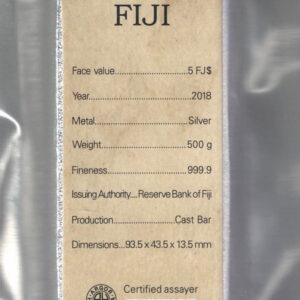 FIJI
Face value..................5 FJ$
Year..........................2018
Metal........................Silver
Weight......................500 g
Fineness....................999.9
Issuing Authority....Reserve Bank of Fiji
Production...............Cast Bar
Dimensions...93.5 x 43.5 x 13.5 mm
Certified assayer